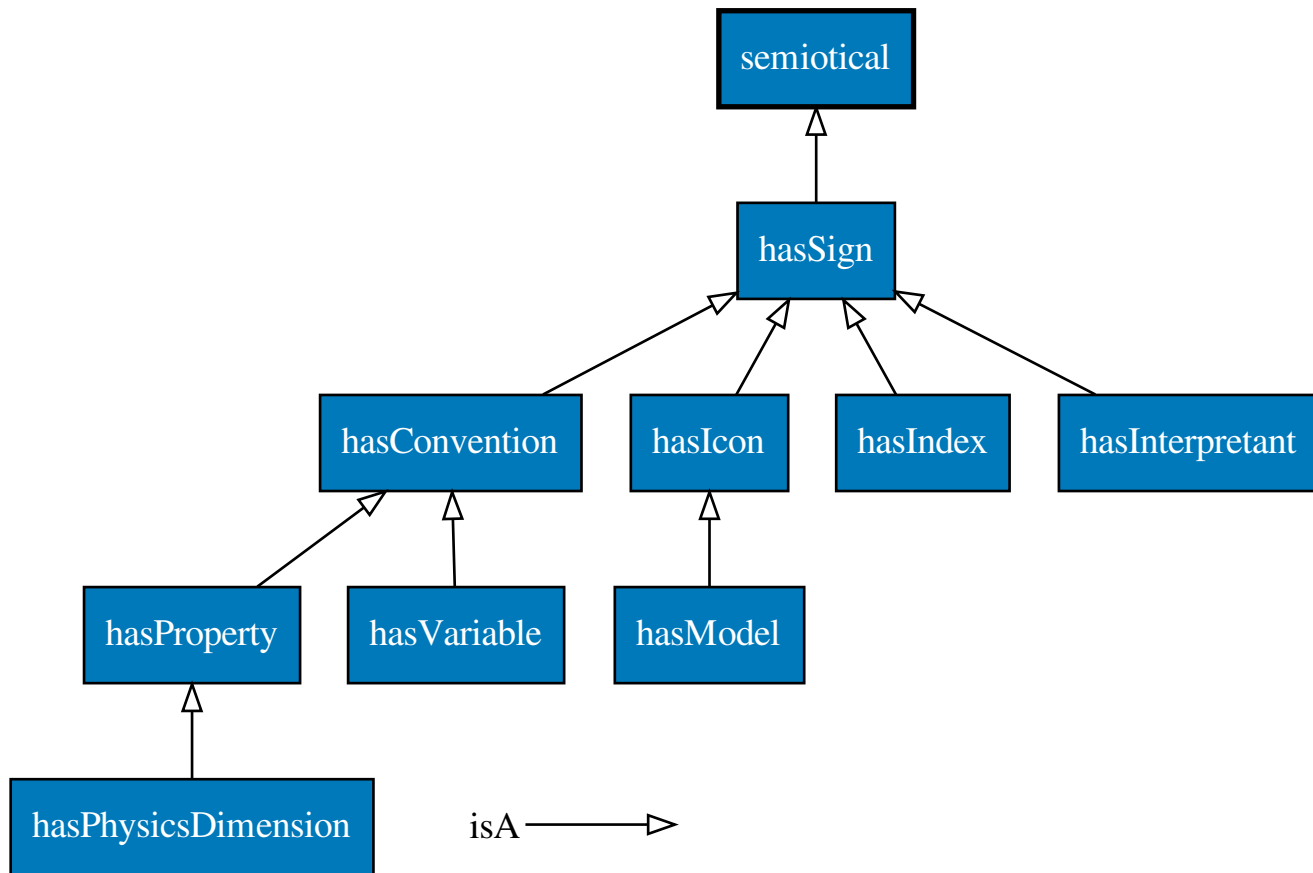 semiotical
hasSign
hasConvention
hasIcon
hasIndex
hasInterpretant
hasProperty
hasVariable
hasModel
hasPhysicsDimension
isA